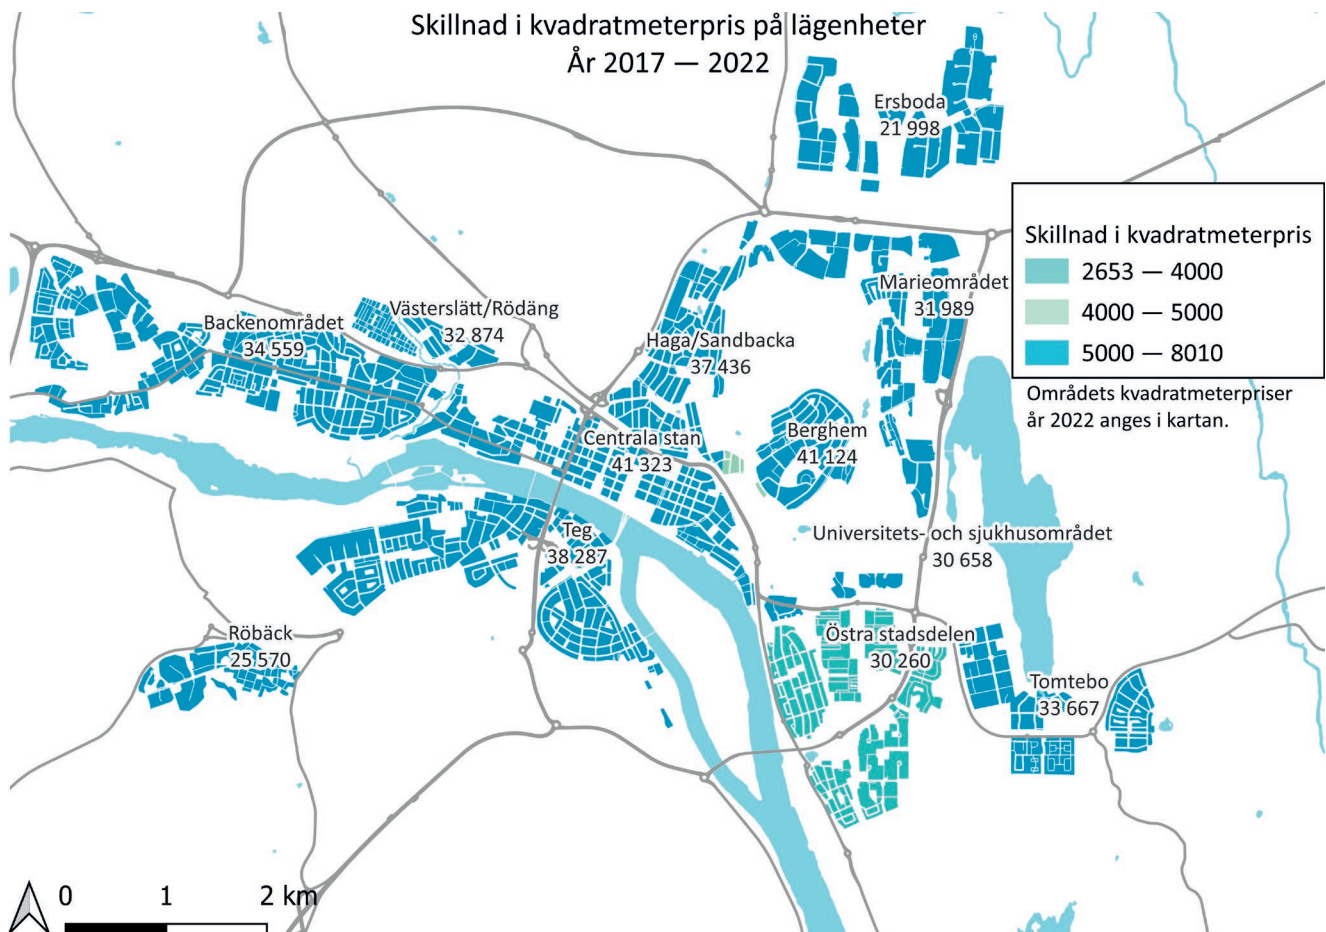 Skillnad i kvadratmeterpris på lägenheter
År 2017 — 2022
Ersboda
21 998
Skillnad i kvadratmeterpris
2653 — 4000
4000 — 5000
5000 — 8010
Områdets kvadratmeterpriser
år 2022 anges i kartan.
Marieområdet
31 989
Västerslätt/Rödäng
32 874
Backenområdet
34 559
Haga/Sandbacka
37 436
Centrala stan
41 323
Berghem
41 124
Teg
38 287
Universitets- och sjukhusområdet
30 658
Röbäck
25 570
Östra stadsdelen
30 260
Tomtebo
33 667
0 1 2 km